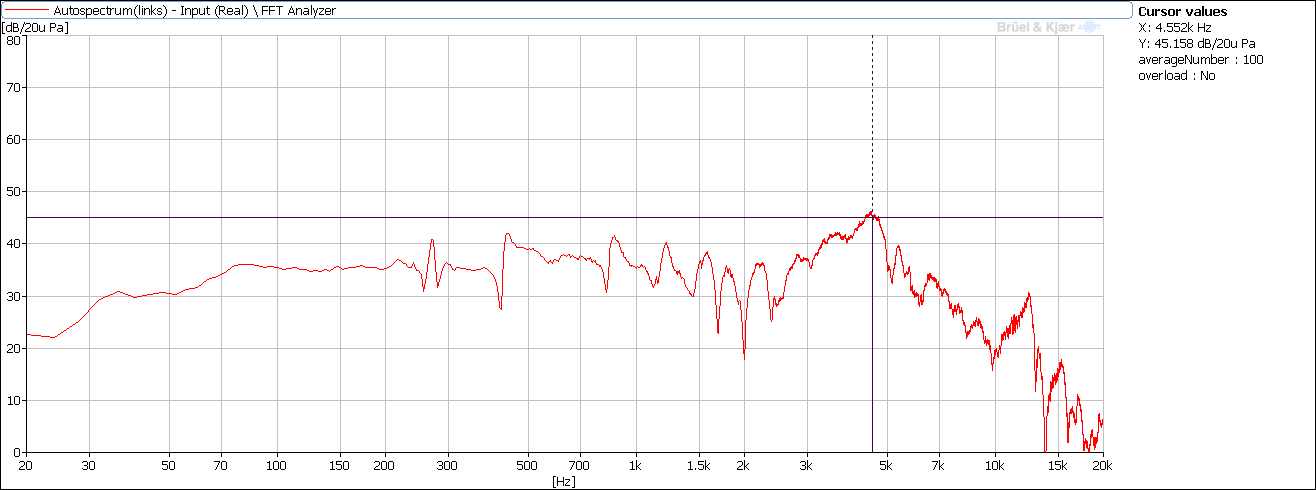 Autospectrum(links) - Input (Real) \ FFT Analyzer
[dB/20u Pa]
Brüel & Kjær
Cursor values
X: 4.552k Hz
Y: 45.158 dB/20u Pa
averageNumber : 100
overload : No
80
70
60
50
40
30
20
10
0
20 30 50 70 100 150 200 300 500 700 1k 1.5k 2k 3k 5k 7k 10k 15k 20k
[Hz]